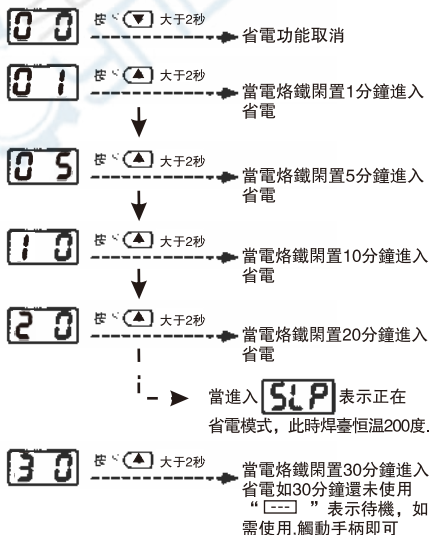 00 按 ▼ 大于2秒 省電功能取消
01 按 ▲ 大于2秒 當電烙鐵閑置1分鐘進入
省電
05 按 ▲ 大于2秒 當電烙鐵閑置5分鐘進入
省電
10 按 ▲ 大于2秒 當電烙鐵閑置10分鐘進入
省電
20 按 ▲ 大于2秒 當電烙鐵閑置20分鐘進入
省電
當進入 SLP 表示正在
省電模式，此時焊臺恒温200度.
30 按 ▲ 大于2秒 當電烙鐵閑置30分鐘進入
省電如30分鐘還未使用
“ --- ”表示待機，如
需使用,觸動手柄即可